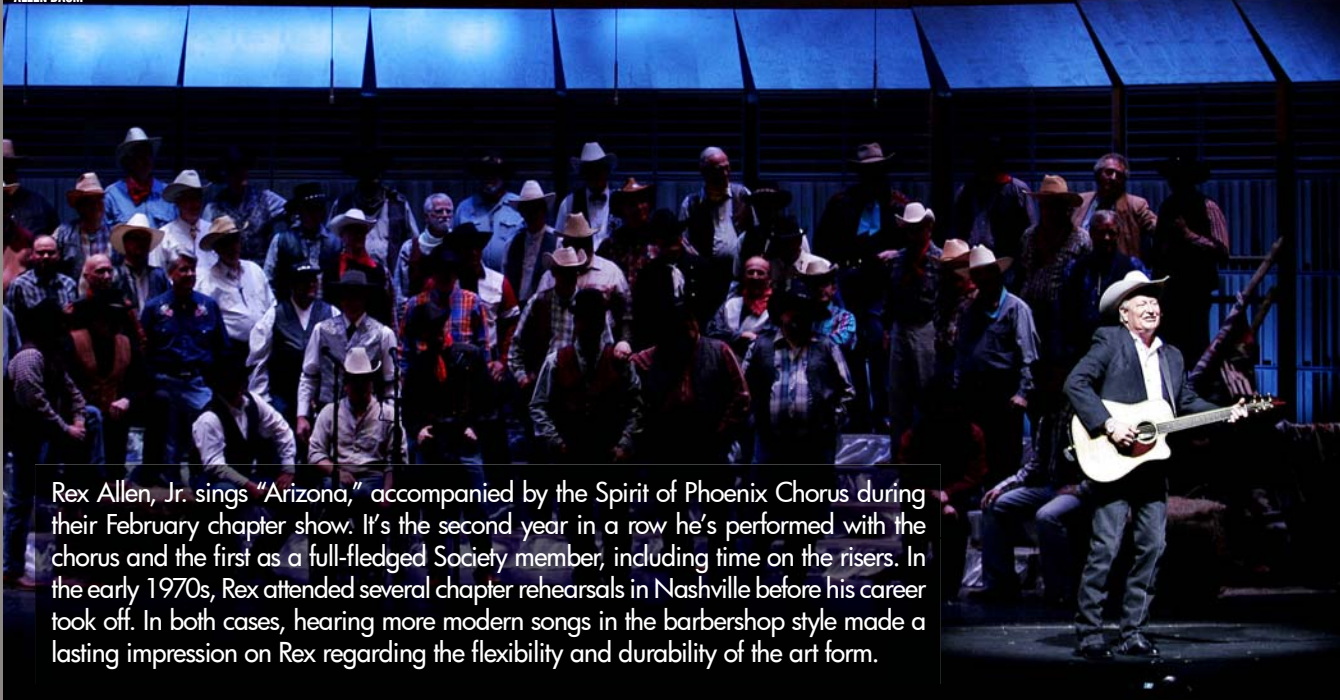 Rex Allen, Jr. sings “Arizona,” accompanied by the Spirit of Phoenix Chorus during
their February chapter show. It’s the second year in a row he’s performed with the
chorus and the first as a full-fledged Society member, including time on the risers. In
the early 1970s, Rex attended several chapter rehearsals in Nashville before his career
took off. In both cases, hearing more modern songs in the barbershop style made a
lasting impression on Rex regarding the flexibility and durability of the art form.